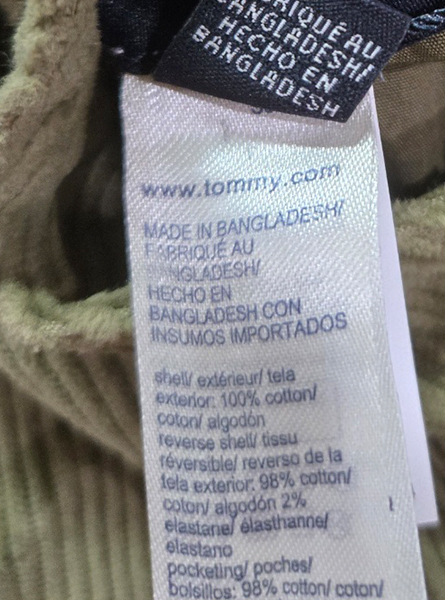 FABRIQUÉ AU
BANGLADESH/
HECHO EN
BANGLADESH
www.tommy.com
MADE IN BANGLADESH/
FABRIQUÉ AU
BANGLADESH/
HECHO EN
BANGLADESH CON
INSUMOS IMPORTADOS
shell/ extérieur/ tela
exterior: 100% cotton/
coton/ algodón
reverse shell/ tissu
réversible/ reverso de la
tela exterior: 98% cotton/
coton/ algodón 2%
elastane/ élasthanne/
elastano
pocketing/ poches/
bolsillos: 98% cotton/ coton/